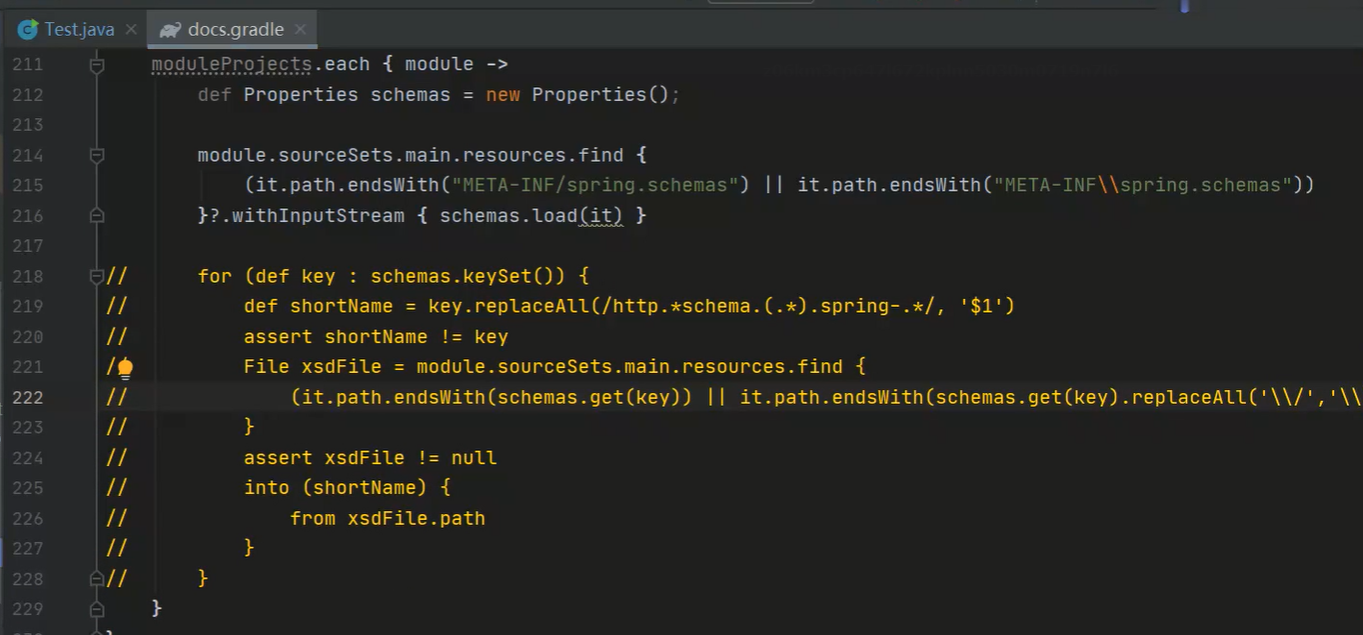 Test.java docs.gradle
211 moduleProjects.each { module ->
212 def Properties schemas = new Properties();
213
214 module.sourceSets.main.resources.find {
215 (it.path.endsWith("META-INF/spring.schemas") || it.path.endsWith("META-INF\\spring.schemas"))
216 }?.withInputStream { schemas.load(it) }
217
218 // for (def key : schemas.keySet()) {
219 // def shortName = key.replaceAll(/http.*schema.(.*).spring-.*/, '$1')
220 // assert shortName != key
221 / File xsdFile = module.sourceSets.main.resources.find {
222 // (it.path.endsWith(schemas.get(key)) || it.path.endsWith(schemas.get(key).replaceAll('\\/','\\
223 // }
224 // assert xsdFile != null
225 // into (shortName) {
226 // from xsdFile.path
227 // }
228 // }
229 }